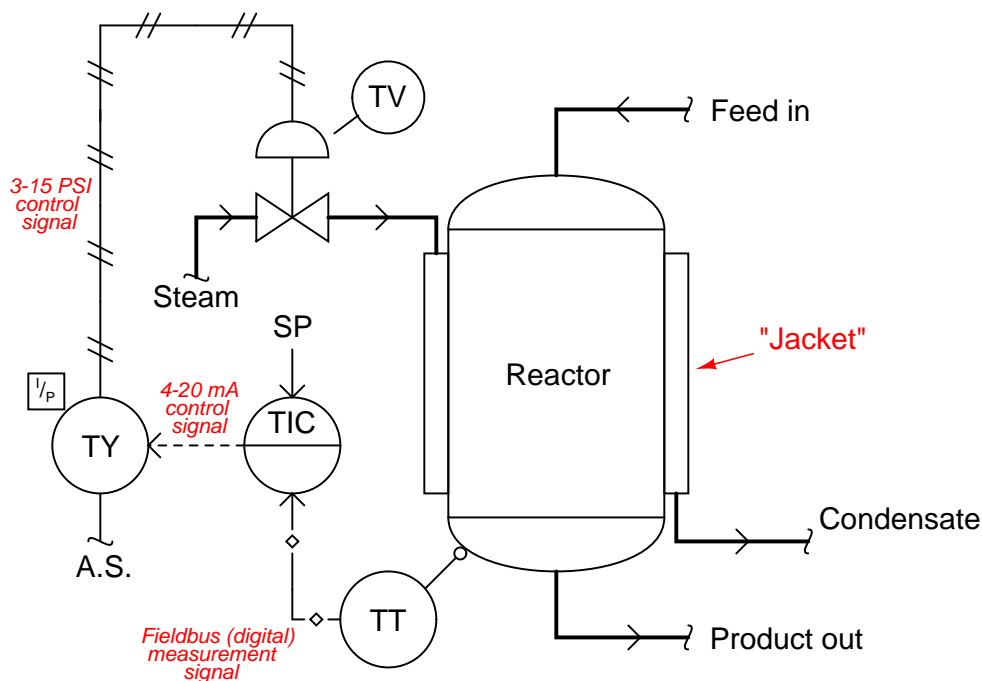 TV
Feed in
3-15 PSI
control
signal
Steam
SP
"Jacket"
Reactor
I/P
4-20 mA
control
signal
TIC
TY
A.S.
Condensate
TT
Fieldbus (digital)
measurement
signal
Product out